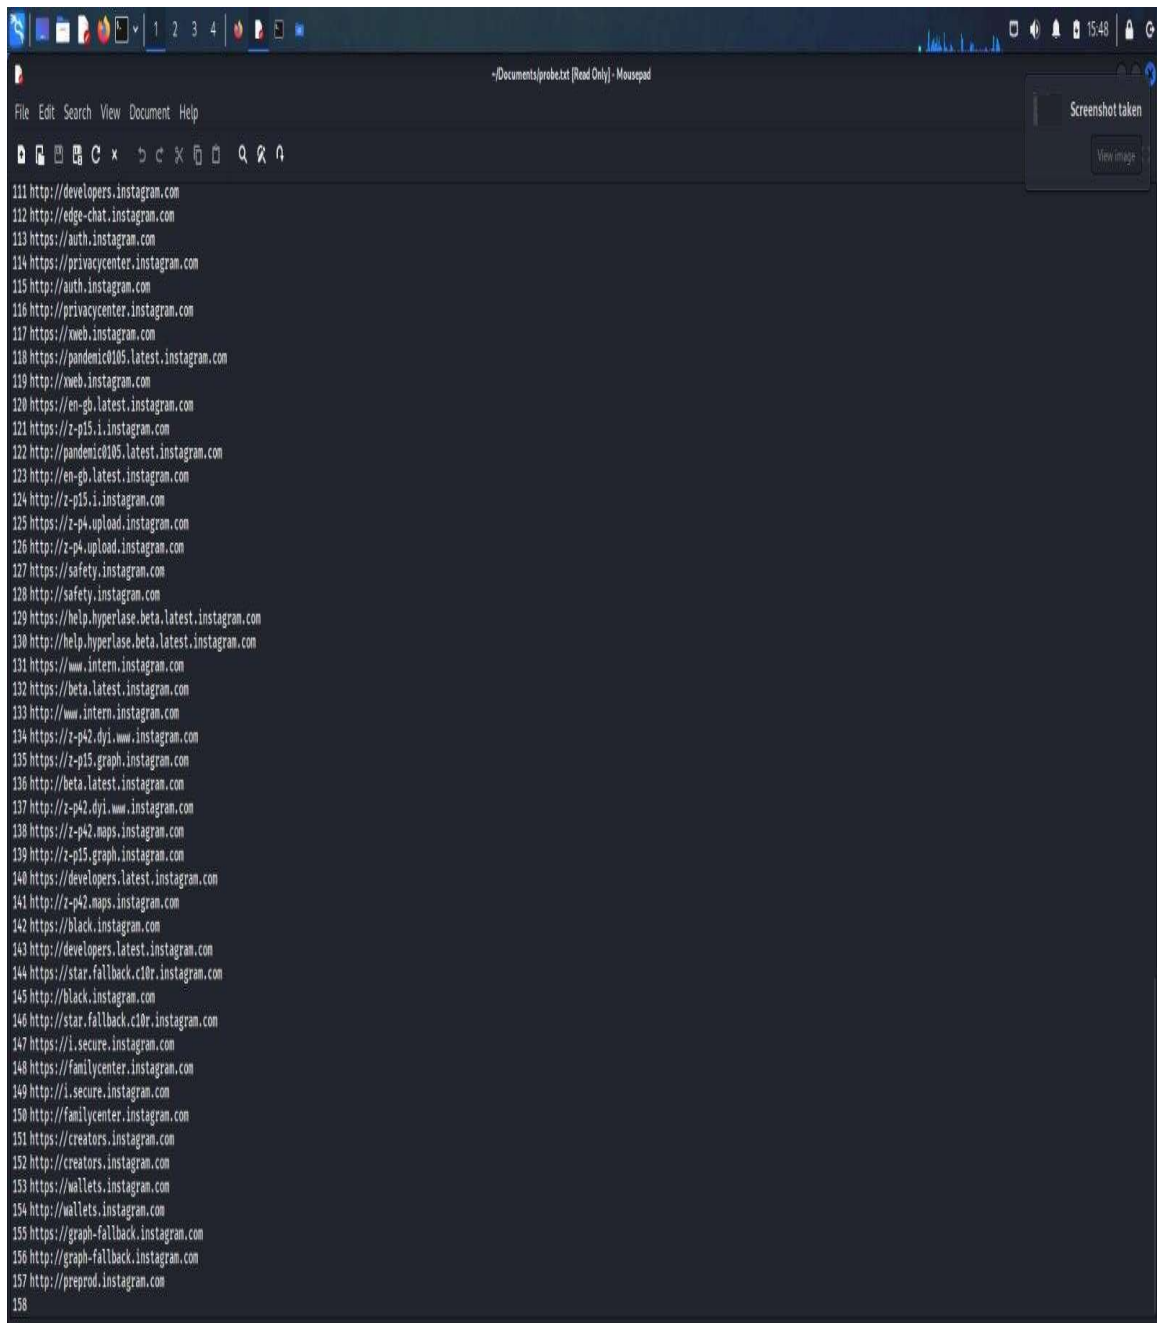 1 2 3 4 15:48
~/Documents/probe.txt [Read Only] - Mousepad
File Edit Search View Document Help
Screenshot taken
View image
111 http://developers.instagram.com
112 http://edge-chat.instagram.com
113 https://auth.instagram.com
114 https://privacycenter.instagram.com
115 http://auth.instagram.com
116 http://privacycenter.instagram.com
117 https://xweb.instagram.com
118 https://pandemic0105.latest.instagram.com
119 http://xweb.instagram.com
120 https://en-gb.latest.instagram.com
121 https://z-p15.i.instagram.com
122 http://pandemic0105.latest.instagram.com
123 http://en-gb.latest.instagram.com
124 http://z-p15.i.instagram.com
125 https://z-p4.upload.instagram.com
126 http://z-p4.upload.instagram.com
127 https://safety.instagram.com
128 http://safety.instagram.com
129 https://help.hyperlase.beta.latest.instagram.com
130 http://help.hyperlase.beta.latest.instagram.com
131 https://www.intern.instagram.com
132 https://beta.latest.instagram.com
133 http://www.intern.instagram.com
134 https://z-p42.dyi.www.instagram.com
135 https://z-p15.graph.instagram.com
136 http://beta.latest.instagram.com
137 http://z-p42.dyi.www.instagram.com
138 https://z-p42.maps.instagram.com
139 http://z-p15.graph.instagram.com
140 https://developers.latest.instagram.com
141 http://z-p42.maps.instagram.com
142 https://black.instagram.com
143 http://developers.latest.instagram.com
144 https://star.fallback.c10r.instagram.com
145 http://black.instagram.com
146 http://star.fallback.c10r.instagram.com
147 https://i.secure.instagram.com
148 https://familycenter.instagram.com
149 http://i.secure.instagram.com
150 http://familycenter.instagram.com
151 https://creators.instagram.com
152 http://creators.instagram.com
153 https://wallets.instagram.com
154 http://wallets.instagram.com
155 https://graph-fallback.instagram.com
156 http://graph-fallback.instagram.com
157 http://preprod.instagram.com
158